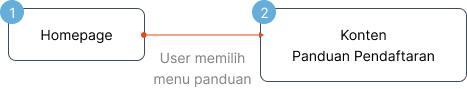 1
Homepage
User memilih
menu panduan
2
Konten
Panduan Pendaftaran